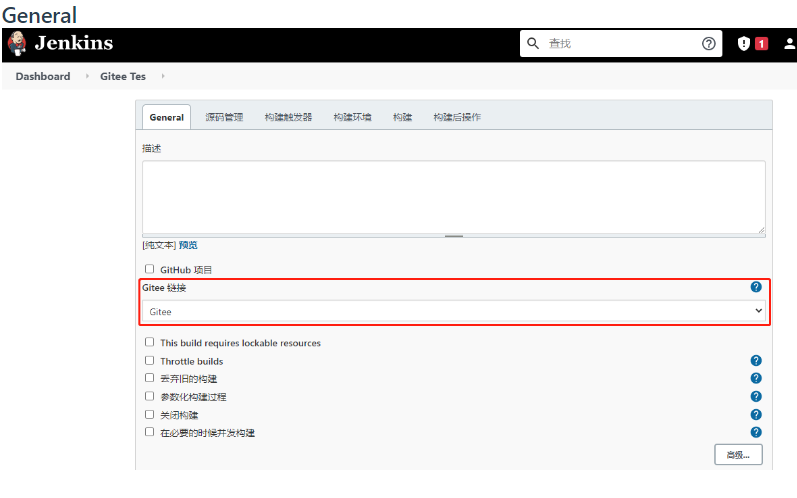 General
Jenkins
查找
1
Dashboard
Gitee Tes
General 源码管理 构建触发器 构建环境 构建 构建后操作
描述
[纯文本] 预览
GitHub 项目
Gitee 链接
Gitee
This build requires lockable resources
Throttle builds
丢弃旧的构建
参数化构建过程
关闭构建
在必要的时候并发构建
高级...